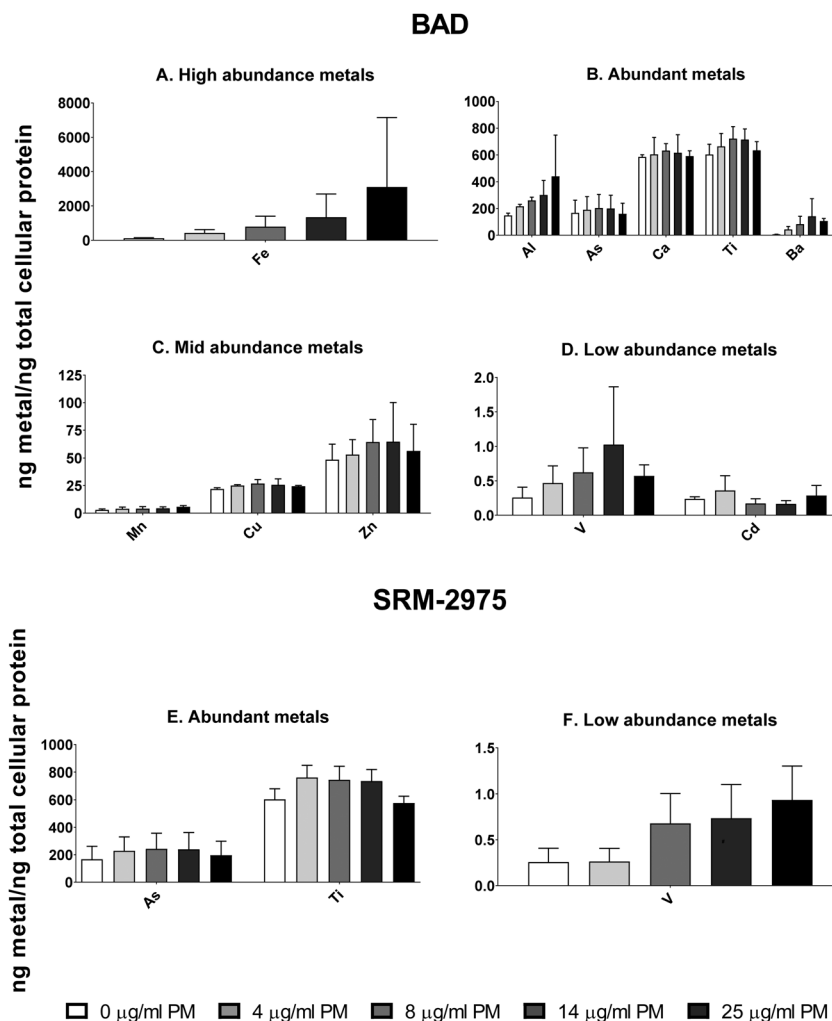 BAD
A. High abundance metals
B. Abundant metals
8000
6000
4000
2000
0
Fe
1000
800
600
400
200
0
Al As Ca Ti Ba
C. Mid abundance metals
D. Low abundance metals
125
100
75
50
25
0
Mn Cu Zn
2.0
1.5
1.0
0.5
0.0
V Cd
ng metal/ng total cellular protein
SRM-2975
E. Abundant metals
F. Low abundance metals
1000
800
600
400
200
0
As Ti
1.5
1.0
0.5
0.0
V
ng metal/ng total cellular protein
0 μg/ml PM 4 μg/ml PM 8 μg/ml PM 14 μg/ml PM 25 μg/ml PM